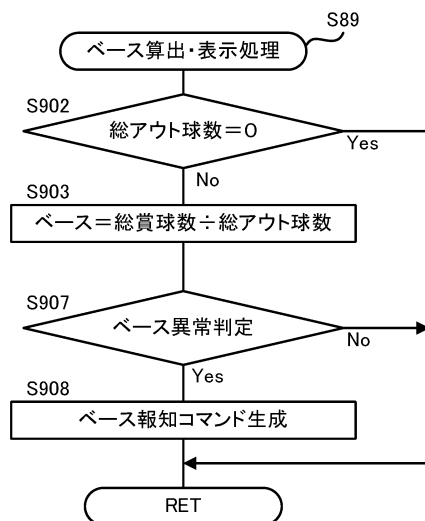 S89
ベース算出・表示処理
S902
総アウト球数＝0
Yes
No
S903
ベース＝総賞球数÷総アウト球数
S907
ベース異常判定
No
Yes
S908
ベース報知コマンド生成
RET